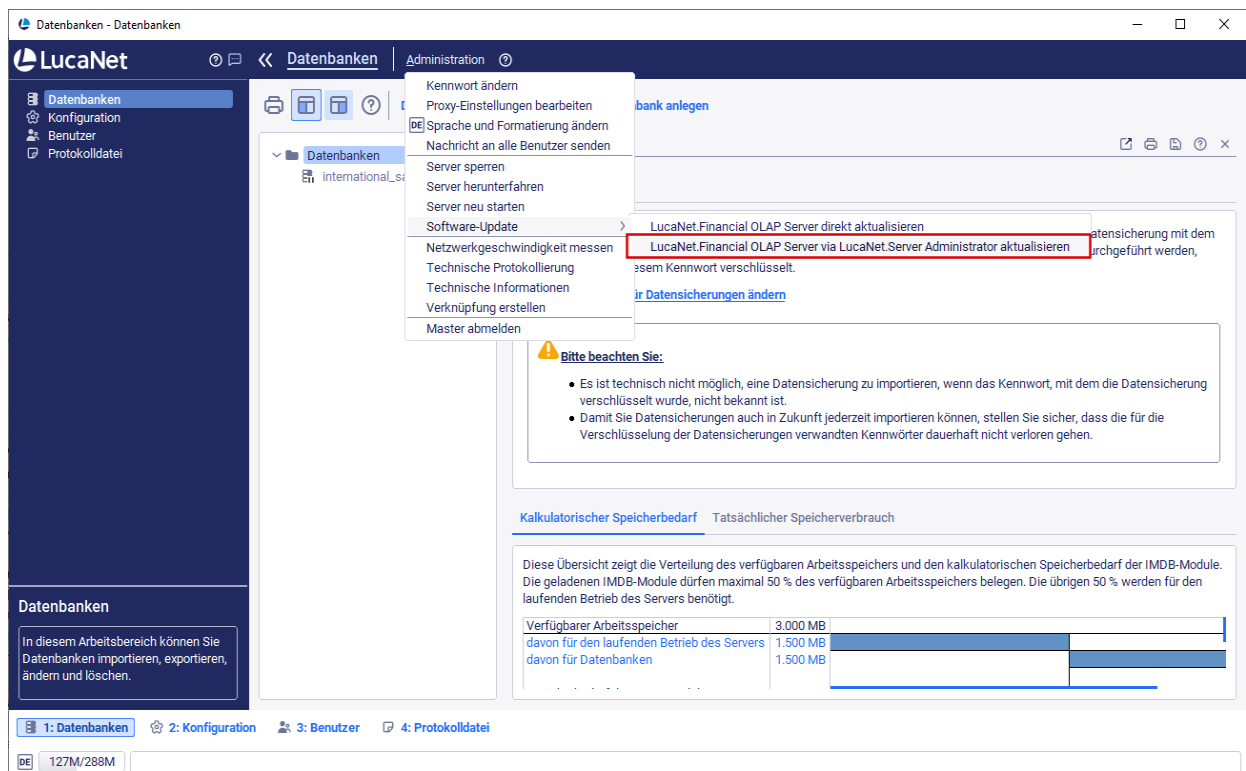 Datenbanken - Datenbanken
LucaNet
Datenbanken
Administration
Datenbanken
Konfiguration
Benutzer
Protokolldatei
Kennwort ändern
Proxy-Einstellungen bearbeiten
DE Sprache und Formatierung ändern
Nachricht an alle Benutzer senden
Server sperren
Server herunterfahren
Server neu starten
Software-Update
Netzwerkgeschwindigkeit messen
Technische Protokollierung
Technische Informationen
Verknüpfung erstellen
Master abmelden
LucaNet.Financial OLAP Server direkt aktualisieren
LucaNet.Financial OLAP Server via LucaNet.Server Administrator aktualisieren
bank anlegen
Datenbanken
international_sa
atensicherung mit dem
urchgeführt werden,
esem Kennwort verschlüsselt.
ür Datensicherungen ändern
Bitte beachten Sie:
Es ist technisch nicht möglich, eine Datensicherung zu importieren, wenn das Kennwort, mit dem die Datensicherung
verschlüsselt wurde, nicht bekannt ist.
Damit Sie Datensicherungen auch in Zukunft jederzeit importieren können, stellen Sie sicher, dass die für die
Verschlüsselung der Datensicherungen verwandten Kennwörter dauerhaft nicht verloren gehen.
Kalkulatorischer Speicherbedarf Tatsächlicher Speicherverbrauch
Diese Übersicht zeigt die Verteilung des verfügbaren Arbeitsspeichers und den kalkulatorischen Speicherbedarf der IMDB-Module.
Die geladenen IMDB-Module dürfen maximal 50 % des verfügbaren Arbeitsspeichers belegen. Die übrigen 50 % werden für den
laufenden Betrieb des Servers benötigt.
Verfügbarer Arbeitsspeicher 3.000 MB
davon für den laufenden Betrieb des Servers 1.500 MB
davon für Datenbanken 1.500 MB
Datenbanken
In diesem Arbeitsbereich können Sie
Datenbanken importieren, exportieren,
ändern und löschen.
1: Datenbanken 2: Konfiguration 3: Benutzer 4: Protokolldatei
DE 127M/288M